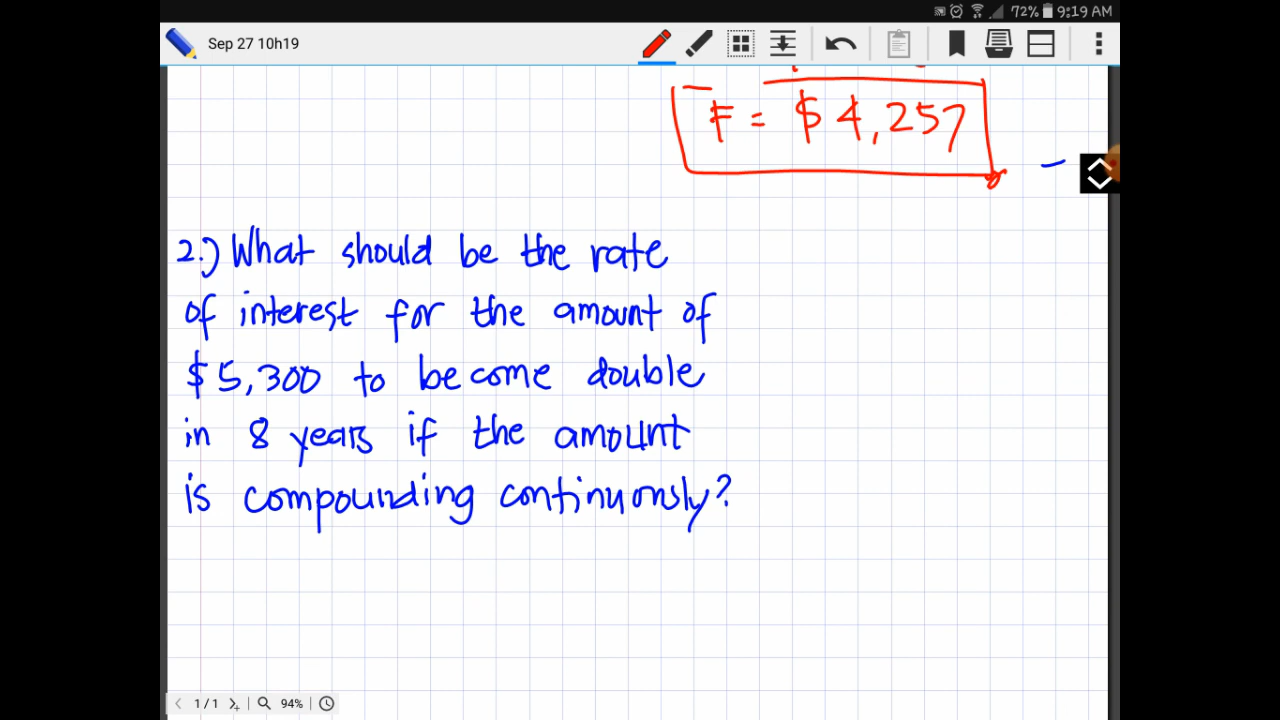 72% 9:19 AM
Sep 27 10h19
F = $4,257
2.) What should be the rate
of interest for the amount of
$5,300 to become double
in 8 years if the amount
is compounding continuously?
1/1 94%